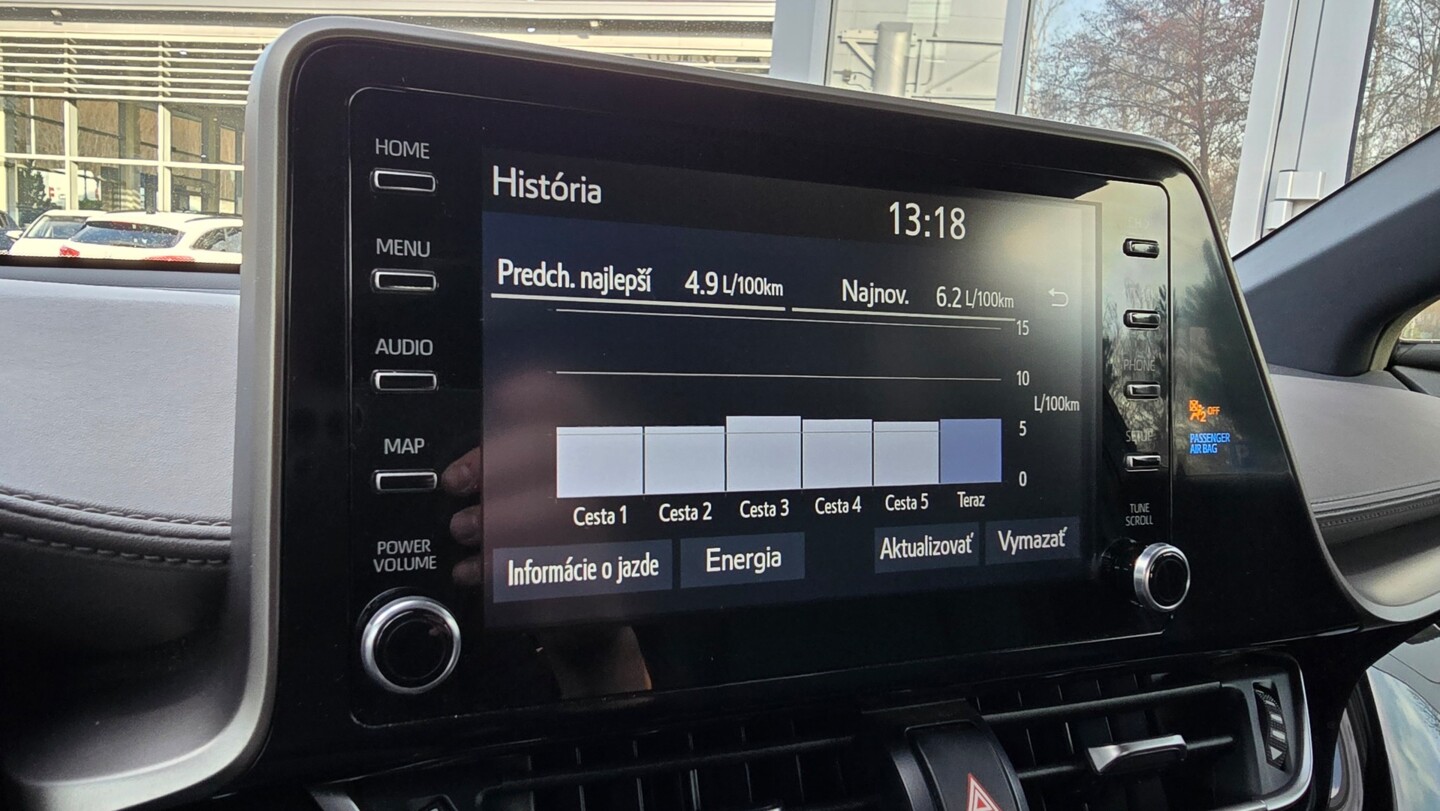 HOME
MENU
AUDIO
MAP
POWER
VOLUME
História
13:18
Predch. najlepší 4.9 L/100km
Najnov. 6.2 L/100km
15
10
L/100km
5
0
Cesta 1 Cesta 2 Cesta 3 Cesta 4 Cesta 5 Teraz
Informácie o jazde Energia Aktualizovať Vymazať
PHONE
SETUP
TUNE
SCROLL
2 OFF
PASSENGER
AIR BAG